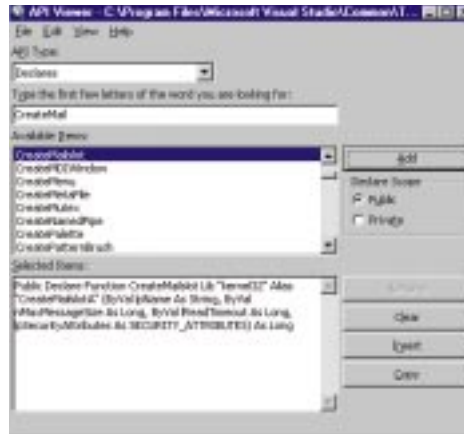 API Viewer - C:\Program Files\Microsoft Visual Studio\Common\T...
File Edit View Help
API Type:
Declares
Type the first few letters of the word you are looking for:
CreateMail
Available Items:
CreateMailslot
CreateMDIWindow
CreateMenu
CreateMetaFile
CreateMutex
CreateNamedPipe
CreatePalette
CreatePatternBrush
Add
Declare Scope
Public
Private
Selected Items:
Public Declare Function CreateMailslot Lib "kernel32" Alias
"CreateMailslotA" (ByVal lpName As String, ByVal
nMaxMessageSize As Long, ByVal lReadTimeout As Long,
lpSecurityAttributes As SECURITY_ATTRIBUTES) As Long
Remove
Clear
Insert
Copy